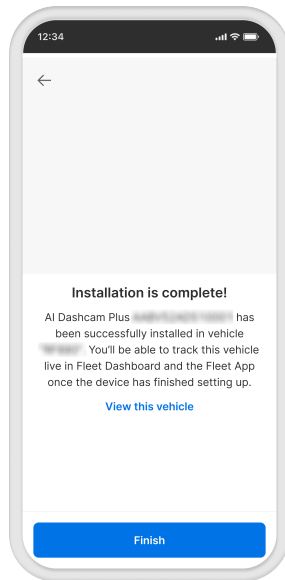 12:34
Installation is complete!
AI Dashcam Plus has
been successfully installed in vehicle
. You'll be able to track this vehicle
live in Fleet Dashboard and the Fleet App
once the device has finished setting up.
View this vehicle
Finish